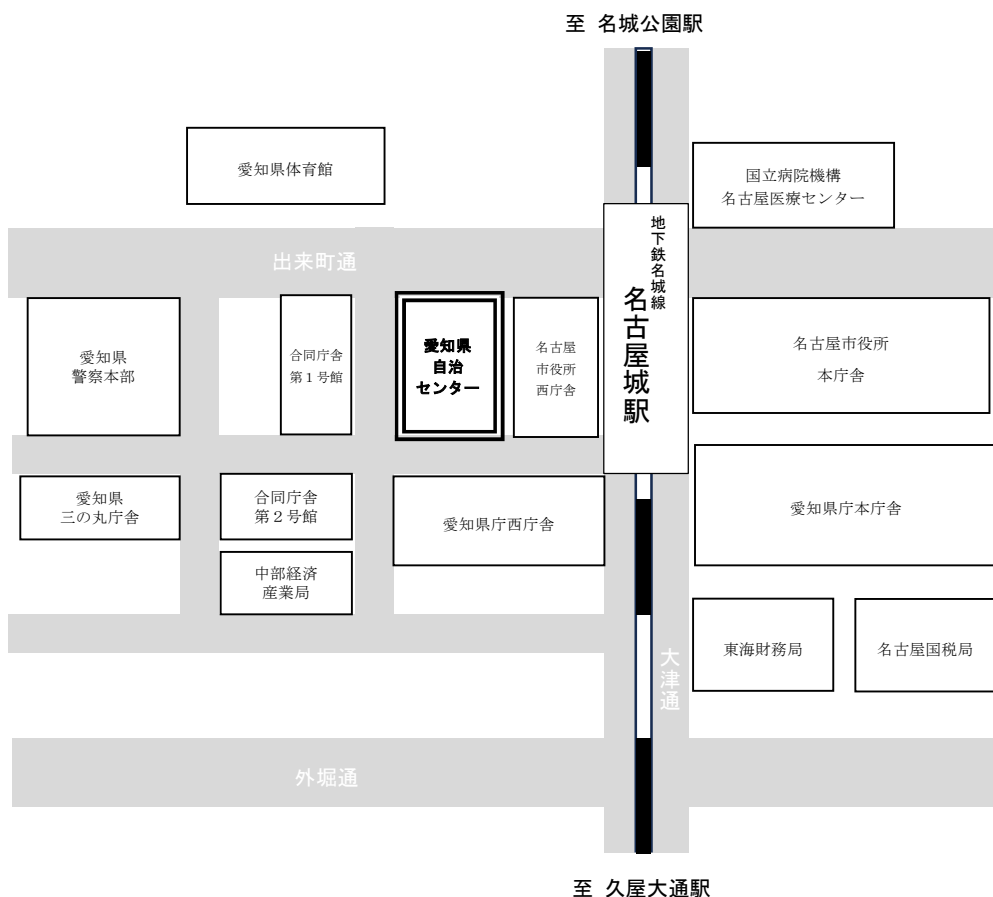 至 名城公園駅
愛知県体育館
国立病院機構
名古屋医療センター
地下鉄名城線
名古屋城駅
出来町通
愛知県
警察本部
合同庁舎
第１号館
愛知県
自治
センター
名古屋
市役所
西庁舎
名古屋市役所
本庁舎
愛知県
三の丸庁舎
合同庁舎
第２号館
愛知県庁西庁舎
愛知県庁本庁舎
中部経済
産業局
東海財務局
名古屋国税局
大津通
外堀通
至 久屋大通駅